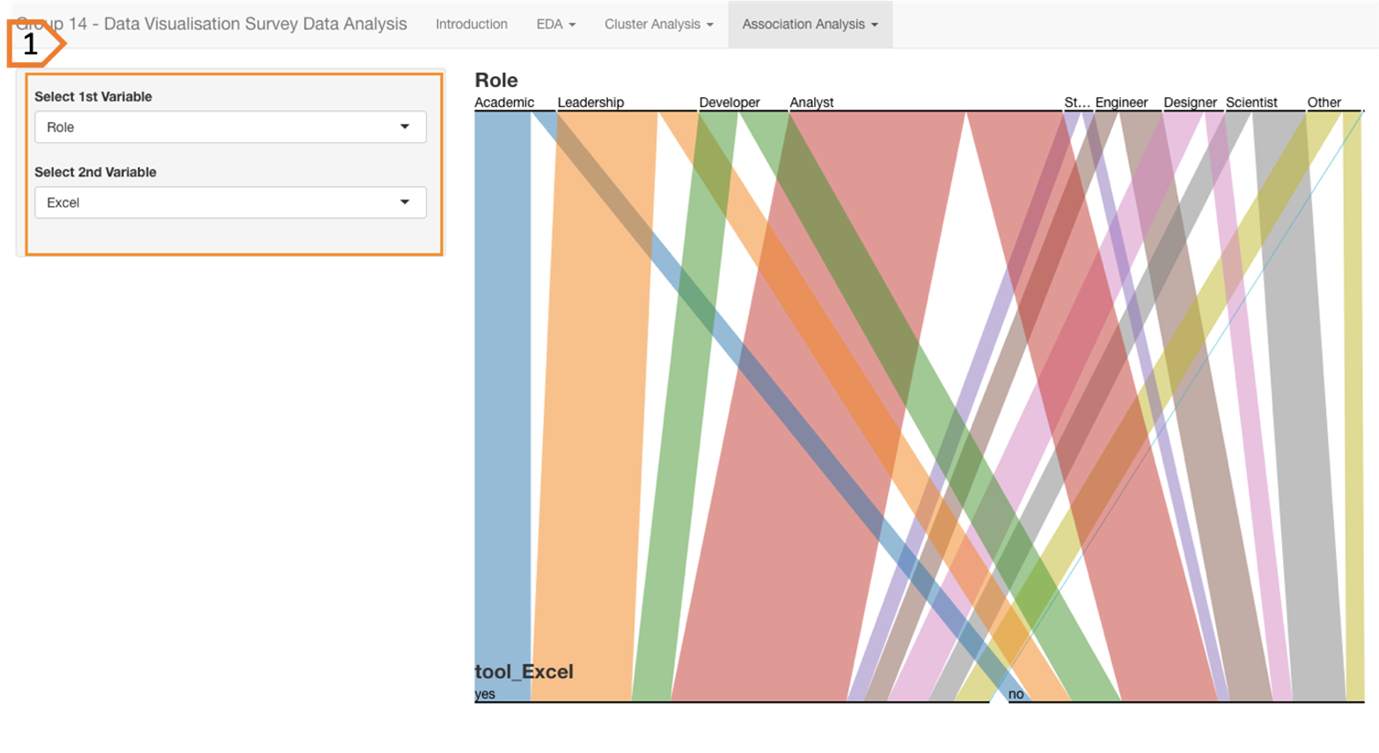 Group 14 - Data Visualisation Survey Data Analysis Introduction EDA Cluster Analysis Association Analysis
1
Select 1st Variable
Role
Select 2nd Variable
Excel
Role
Academic Leadership Developer Analyst St... Engineer Designer Scientist Other
tool_Excel
yes no